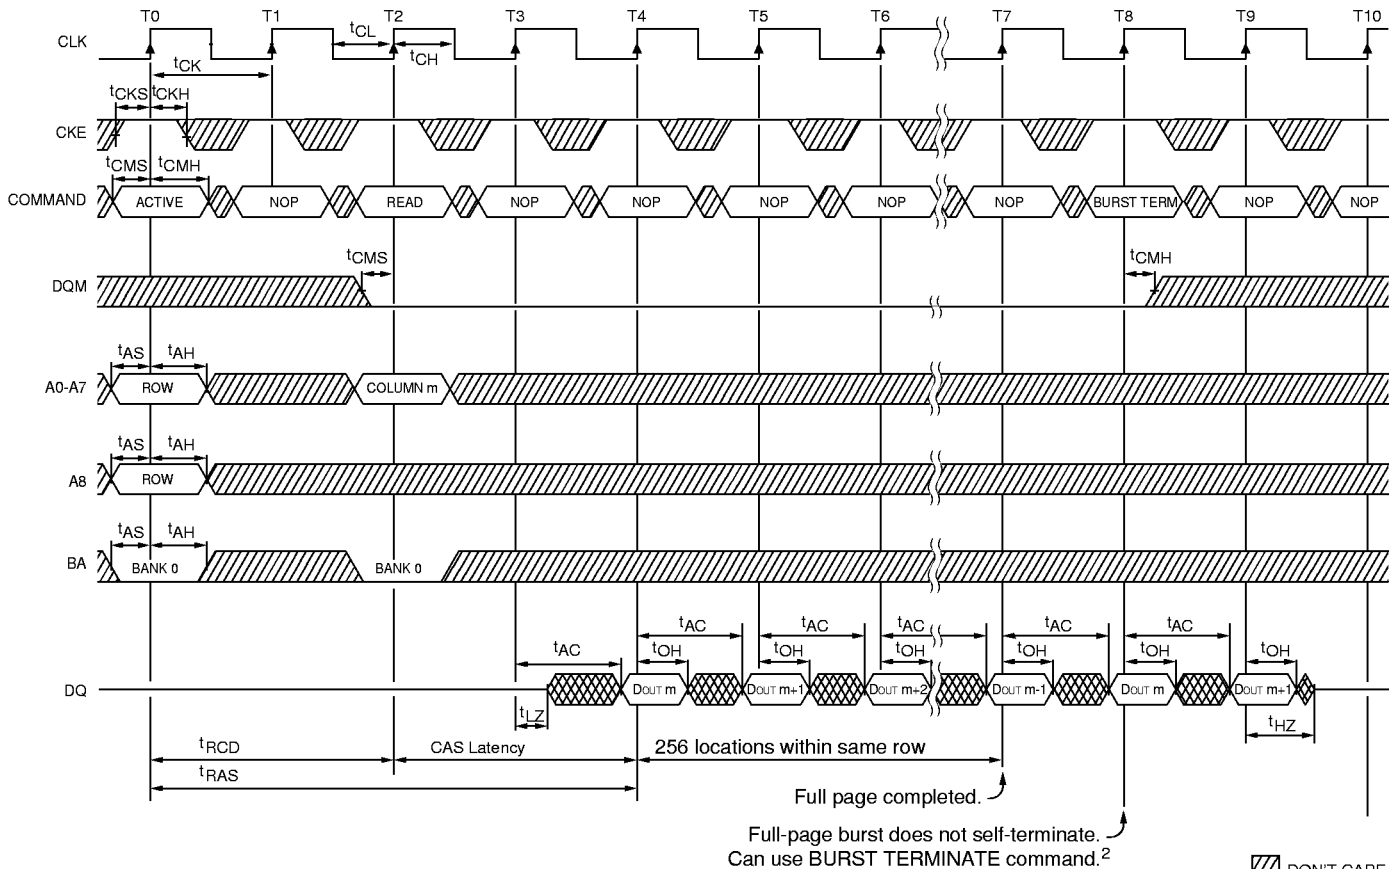 T0 T1 T2 T3 T4 T5 T6 T7 T8 T9 T10
CLK
tCL
tCH
tCK
tCKS tCKH
CKE
tCMS tCMH
COMMAND
ACTIVE NOP READ NOP NOP NOP NOP NOP BURST TERM NOP NOP
tCMS tCMH
DQM
tAS tAH
A0-A7
ROW COLUMN m
tAS tAH
A8
ROW
tAS tAH
BA
BANK 0 BANK 0
tAC tAC tAC tAC tAC
tAC tOH tOH tOH tOH tOH tOH
DQ
DOUT m DOUT m+1 DOUT m+2 DOUT m-1 DOUT m DOUT m+1
tLZ tHZ
tRCD CAS Latency 256 locations within same row
tRAS
Full page completed.
Full-page burst does not self-terminate.
Can use BURST TERMINATE command.2
DON'T CARE